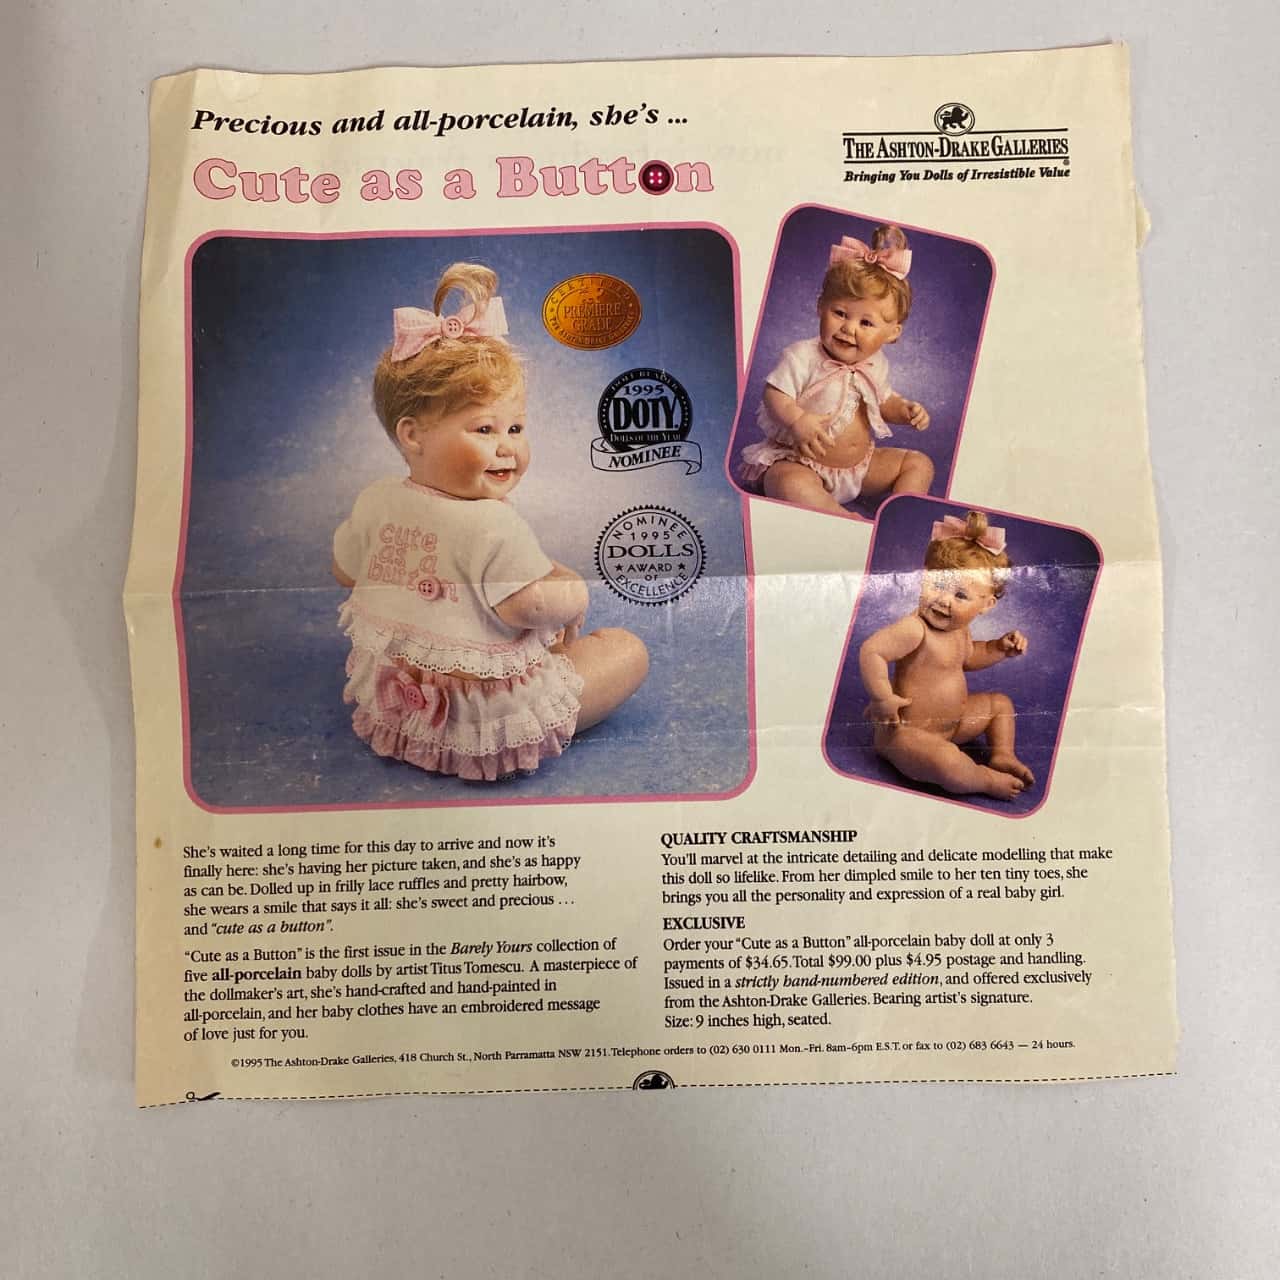 Precious and all-porcelain, she's ...
Cute as a Button
THE ASHTON-DRAKE GALLERIES
®
Bringing You Dolls of Irresistible Value
CERTIFIED
PREMIERE
GRADE
1995
DOTY
DOLLS OF THE YEAR
NOMINEE
NOMINEE
1995
DOLLS
★ AWARD ★
OF
EXCELLENCE
cute
as a
button
She's waited a long time for this day to arrive and now it's
finally here: she's having her picture taken, and she's as happy
as can be. Dolled up in frilly lace ruffles and pretty hairbow,
she wears a smile that says it all: she's sweet and precious ...
and "cute as a button".
"Cute as a Button" is the first issue in the Barely Yours collection of
five all-porcelain baby dolls by artist Titus Tomescu. A masterpiece of
the dollmaker's art, she's hand-crafted and hand-painted in
all-porcelain, and her baby clothes have an embroidered message
of love just for you.
QUALITY CRAFTSMANSHIP
You'll marvel at the intricate detailing and delicate modelling that make
this doll so lifelike. From her dimpled smile to her ten tiny toes, she
brings you all the personality and expression of a real baby girl.
EXCLUSIVE
Order your "Cute as a Button" all-porcelain baby doll at only 3
payments of $34.65. Total $99.00 plus $4.95 postage and handling.
Issued in a strictly hand-numbered edition, and offered exclusively
from the Ashton-Drake Galleries. Bearing artist's signature.
Size: 9 inches high, seated.
©1995 The Ashton-Drake Galleries, 418 Church St., North Parramatta NSW 2151. Telephone orders to (02) 630 0111 Mon.-Fri. 8am-6pm E.S.T. or fax to (02) 683 6643 — 24 hours.